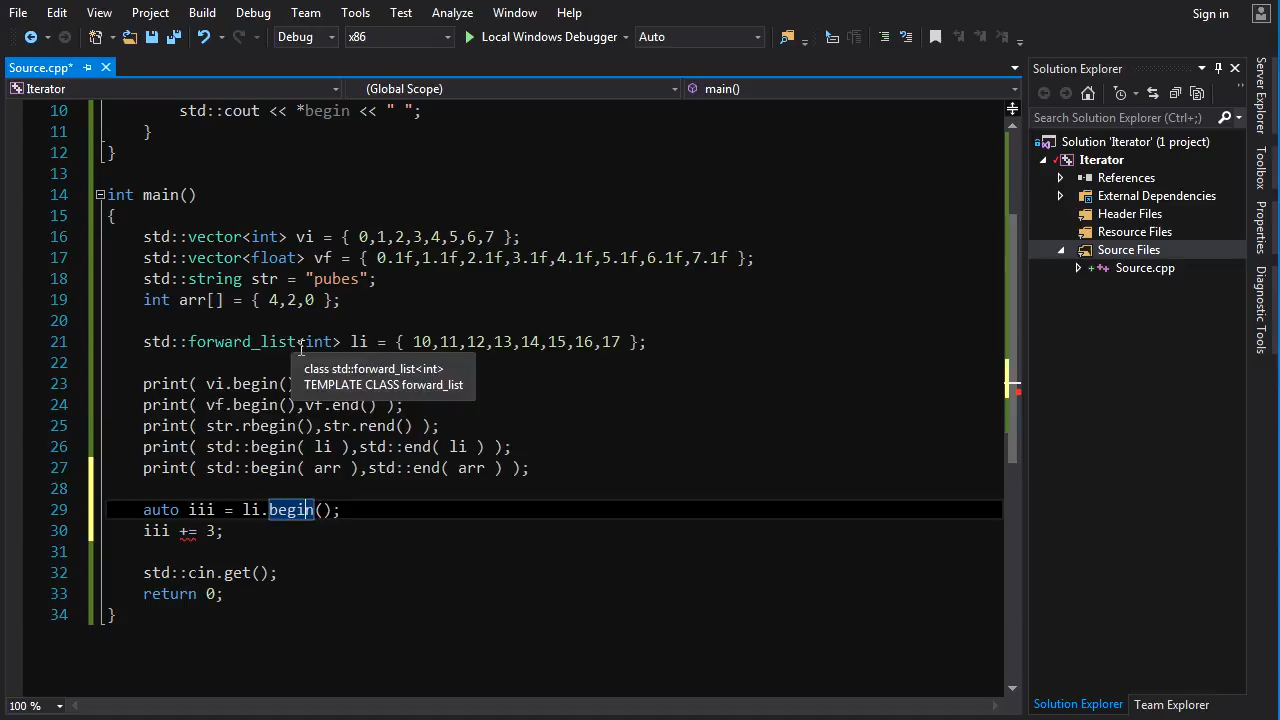 File Edit View Project Build Debug Team Tools Test Analyze Window Help Sign in
Debug x86 Local Windows Debugger Auto
Source.cpp*
Iterator (Global Scope) main()
10 std::cout << *begin << " ";
11 }
12 }
13
14 int main()
15 {
16 std::vector<int> vi = { 0,1,2,3,4,5,6,7 };
17 std::vector<float> vf = { 0.1f,1.1f,2.1f,3.1f,4.1f,5.1f,6.1f,7.1f };
18 std::string str = "pubes";
19 int arr[] = { 4,2,0 };
20
21 std::forward_list<int> li = { 10,11,12,13,14,15,16,17 };
22
class std::forward_list<int>
TEMPLATE CLASS forward_list
23 print( vi.begin()
24 print( vf.begin(),vf.end() );
25 print( str.rbegin(),str.rend() );
26 print( std::begin( li ),std::end( li ) );
27 print( std::begin( arr ),std::end( arr ) );
28
29 auto iii = li.begin();
30 iii += 3;
31
32 std::cin.get();
33 return 0;
34 }
100 %
Solution Explorer
Search Solution Explorer (Ctrl+;)
Solution 'Iterator' (1 project)
Iterator
References
External Dependencies
Header Files
Resource Files
Source Files
Source.cpp
Solution Explorer Team Explorer
Server Explorer
Toolbox
Property Pages
Diagnostic Tools